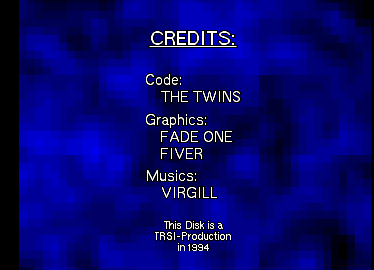 CREDITS:
Code:
THE TWINS
Graphics:
FADE ONE
FIVER
Musics:
VIRGILL
This Disk is a
TRSI-Production
in 1994